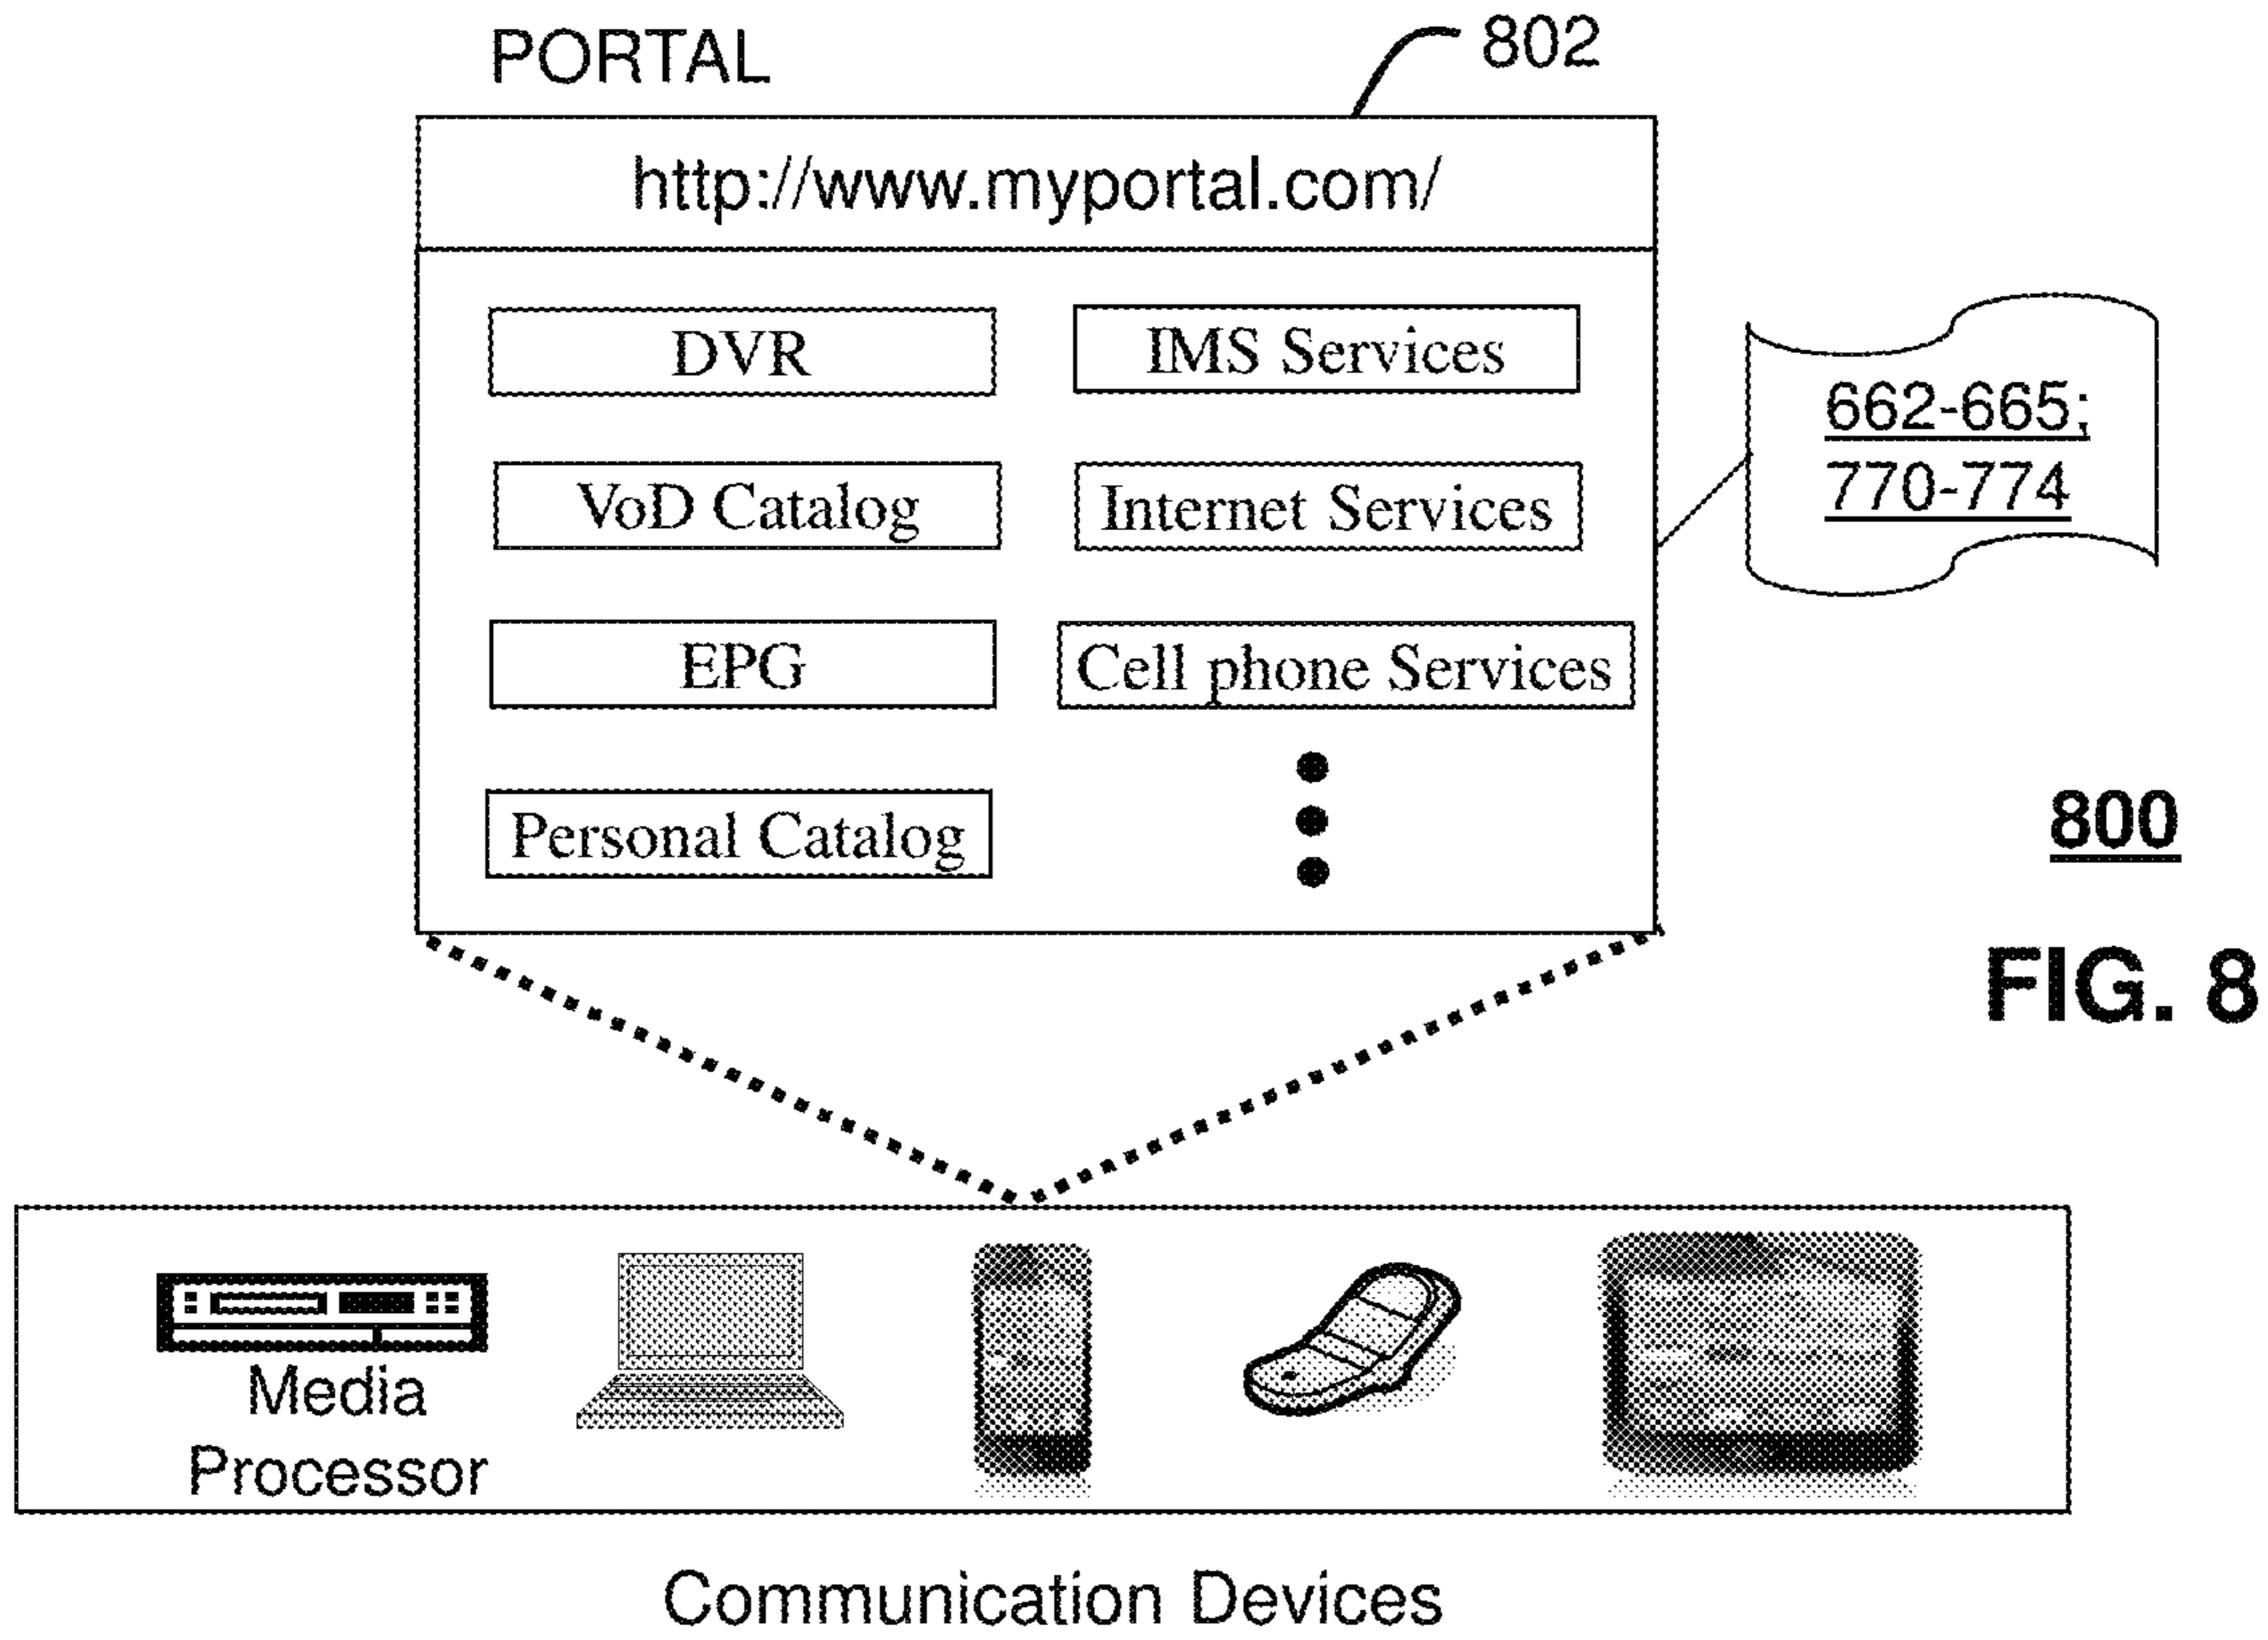 PORTAL
802
http://www.myportal.com/
DVR
IMS Services
662-665;
770-774
VoD Catalog
Internet Services
EPG
Cell phone Services
Personal Catalog
800
FIG. 8
Media
Processor
Communication Devices